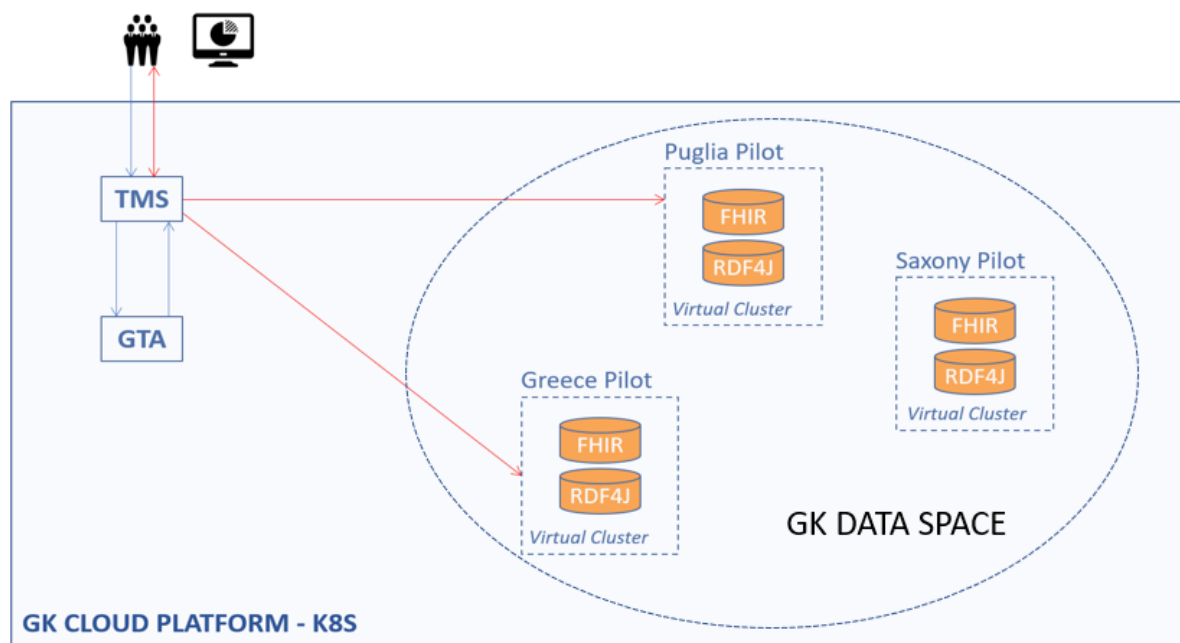 Puglia Pilot
TMS
FHIR
RDF4J
Virtual Cluster
Saxony Pilot
FHIR
RDF4J
Virtual Cluster
GTA
Greece Pilot
FHIR
RDF4J
Virtual Cluster
GK DATA SPACE
GK CLOUD PLATFORM - K8S